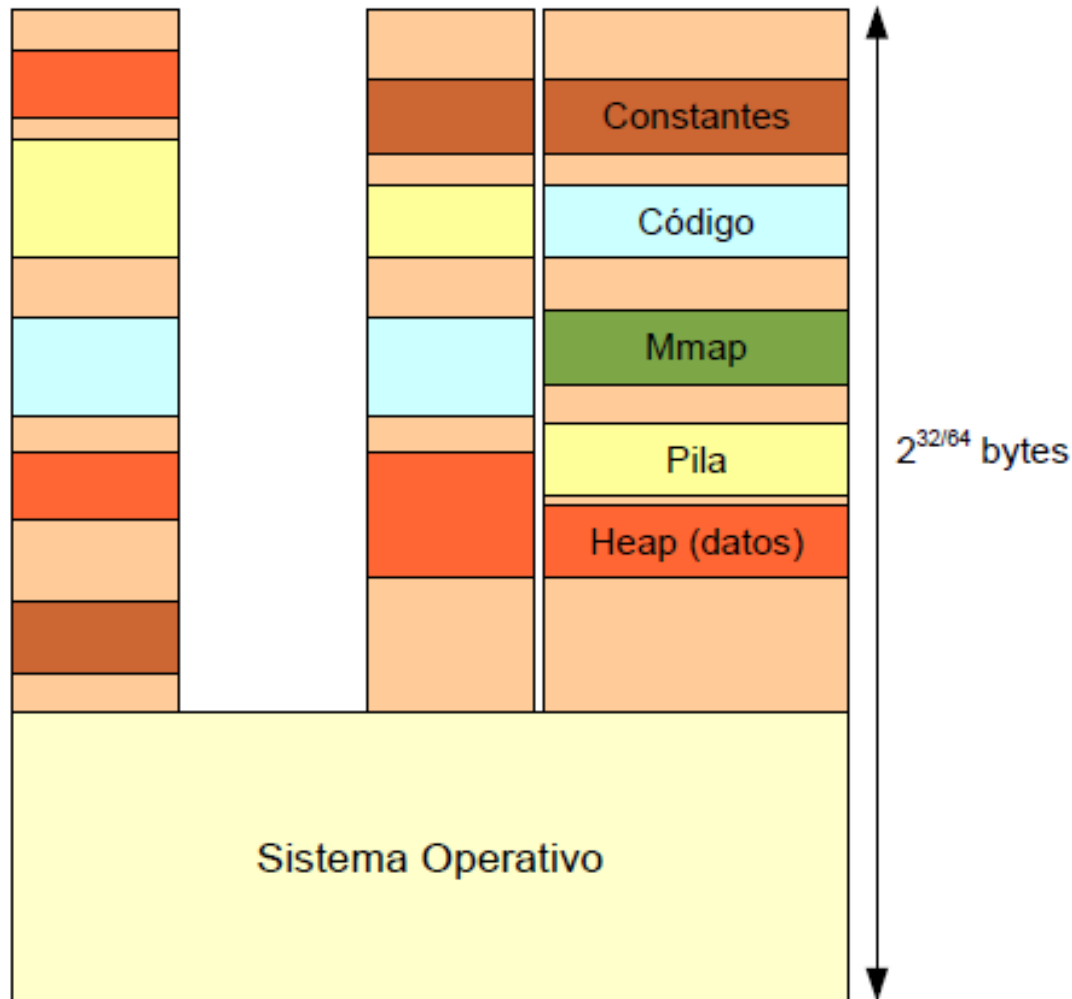 Constantes
Código
Mmap
Pila
2^32/64 bytes
Heap (datos)
Sistema Operativo